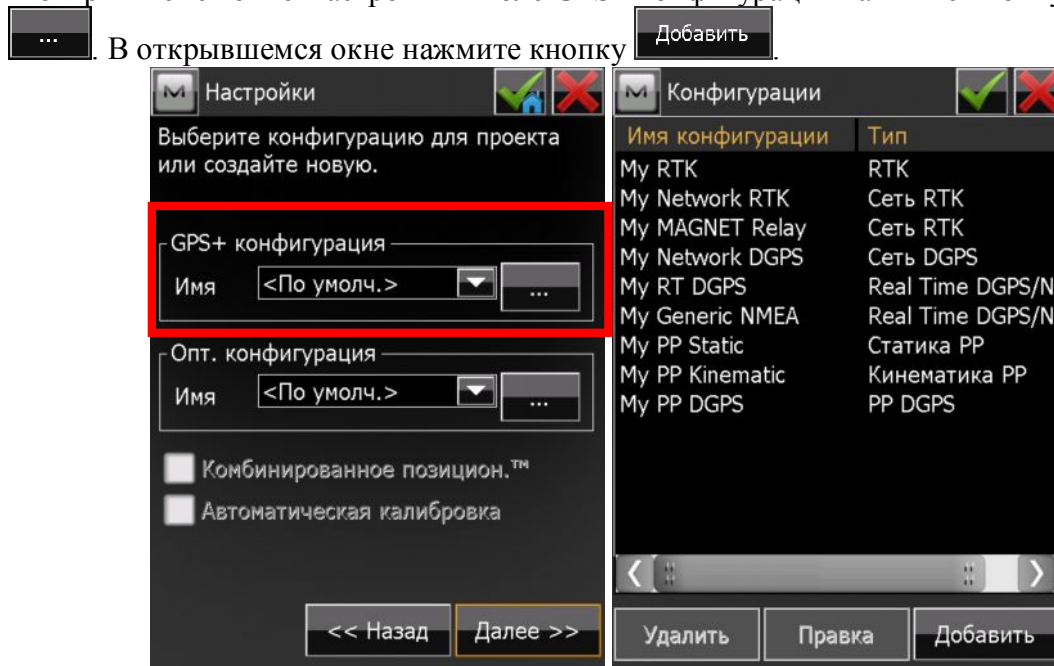 ... . В открывшемся окне нажмите кнопку Добавить.
Настройки
Выберите конфигурацию для проекта
или создайте новую.
GPS+ конфигурация
Имя <По умолч.> ...
Опт. конфигурация
Имя <По умолч.> ...
Комбинированное позицион.™
Автоматическая калибровка
<< Назад Далее >>
Конфигурации
Имя конфигурации Тип
My RTK RTK
My Network RTK Сеть RTK
My MAGNET Relay Сеть RTK
My Network DGPS Сеть DGPS
My RT DGPS Real Time DGPS/N
My Generic NMEA Real Time DGPS/N
My PP Static Статика PP
My PP Kinematic Кинематика PP
My PP DGPS PP DGPS
Удалить Правка Добавить